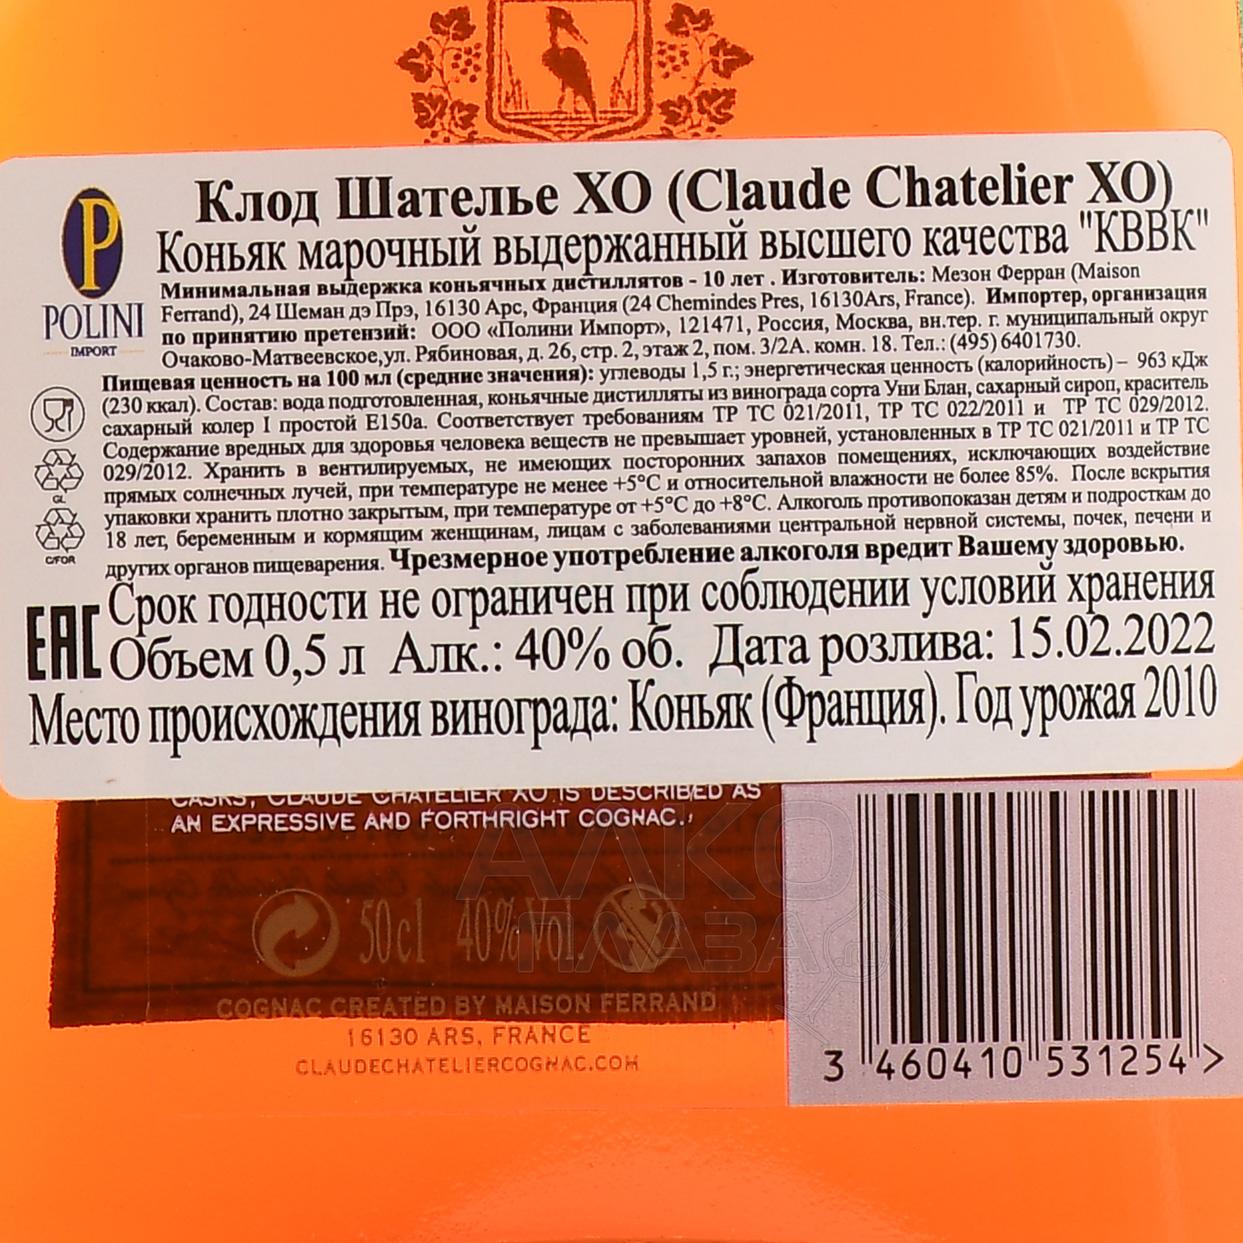 Клод Шателье ХО (Claude Chatelier XO)
Коньяк марочный выдержанный высшего качества "КВВК"
Минимальная выдержка коньячных дистиллятов - 10 лет . Изготовитель: Мезон Ферран (Maison
Ferrand), 24 Шеман дэ Прэ, 16130 Арс, Франция (24 Chemindes Pres, 16130Ars, France). Импортер, организация
по принятию претензий: ООО «Полини Импорт», 121471, Россия, Москва, вн.тер. г. муниципальный округ
Очаково-Матвеевское,ул. Рябиновая, д. 26, стр. 2, этаж 2, пом. 3/2А. комн. 18. Тел.: (495) 6401730.
POLINI
IMPORT
Пищевая ценность на 100 мл (средние значения): углеводы 1,5 г.; энергетическая ценность (калорийность) – 963 кДж
(230 ккал). Состав: вода подготовленная, коньячные дистилляты из винограда сорта Уни Блан, сахарный сироп, краситель
сахарный колер I простой Е150а. Соответствует требованиям ТР ТС 021/2011, ТР ТС 022/2011 и ТР ТС 029/2012.
Содержание вредных для здоровья человека веществ не превышает уровней, установленных в ТР ТС 021/2011 и ТР ТС
029/2012. Хранить в вентилируемых, не имеющих посторонних запахов помещениях, исключающих воздействие
прямых солнечных лучей, при температуре не менее +5°С и относительной влажности не более 85%. После вскрытия
упаковки хранить плотно закрытым, при температуре от +5°С до +8°С. Алкоголь противопоказан детям и подросткам до
18 лет, беременным и кормящим женщинам, лицам с заболеваниями центральной нервной системы, почек, печени и
других органов пищеварения. Чрезмерное употребление алкоголя вредит Вашему здоровью.
GL
C/FOR
EAC
Срок годности не ограничен при соблюдении условий хранения
Объем 0,5 л Алк.: 40% об. Дата розлива: 15.02.2022
Место происхождения винограда: Коньяк (Франция). Год урожая 2010
CASKS, CLAUDE CHATELIER XO IS DESCRIBED AS
AN EXPRESSIVE AND FORTHRIGHT COGNAC.
50cl 40% Vol.
COGNAC CREATED BY MAISON FERRAND
16130 ARS, FRANCE
CLAUDECHATELIERCOGNAC.COM
3 460410 531254 >
АЛКО
ПЛАЗА